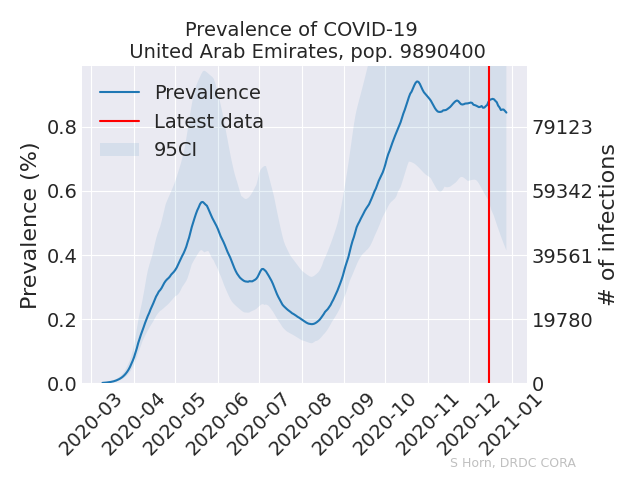 Prevalence of COVID-19
United Arab Emirates, pop. 9890400
Prevalence
Latest data
95CI
Prevalence (%)
0.8
0.6
0.4
0.2
0.0
79123
59342
39561
19780
0
# of infections
2020-03
2020-04
2020-05
2020-06
2020-07
2020-08
2020-09
2020-10
2020-11
2020-12
2021-01
S Horn, DRDC CORA